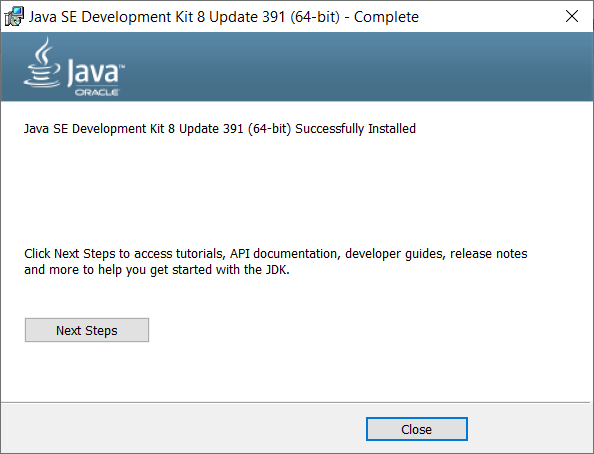 Java SE Development Kit 8 Update 391 (64-bit) - Complete
Java™
ORACLE
Java SE Development Kit 8 Update 391 (64-bit) Successfully Installed
Click Next Steps to access tutorials, API documentation, developer guides, release notes
and more to help you get started with the JDK.
Next Steps
Close